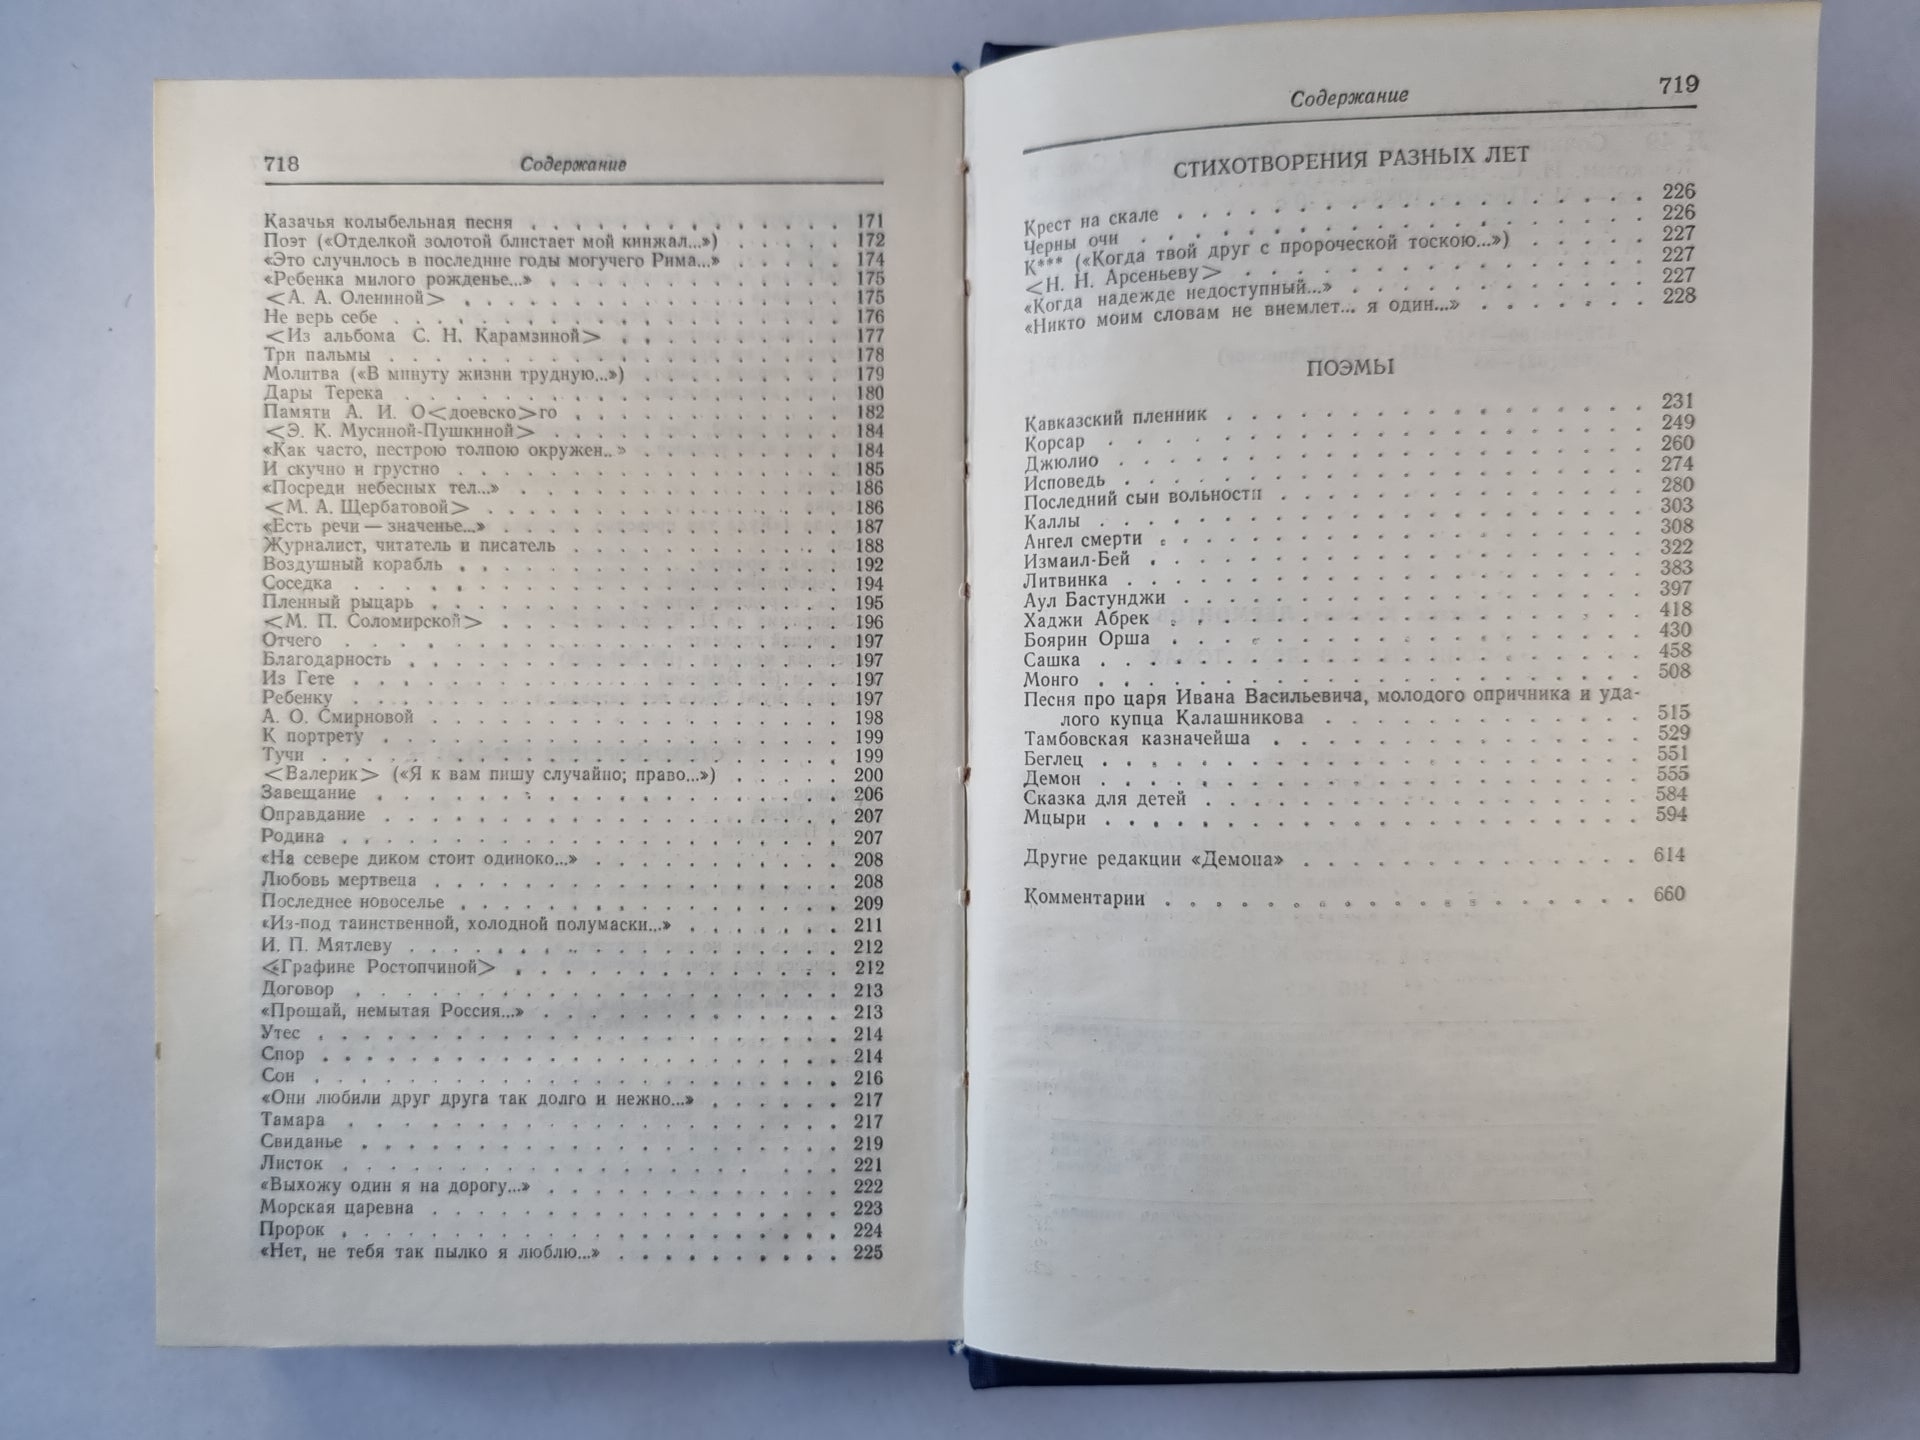 718 Содержание
Казачья колыбельная песня . . . . . . . . . . . . . 171
Поэт («Отделкой золотой блистает мой кинжал...») . . . . . 172
«Это случилось в последние годы могучего Рима...» . . . . . 174
«Ребенка милого рожденье...» . . . . . . . . . . . . 175
<А. А. Олениной> . . . . . . . . . . . . . . . . 175
Не верь себе . . . . . . . . . . . . . . . . . . . 176
<Из альбома С. Н. Карамзиной> . . . . . . . . . . 177
Три пальмы . . . . . . . . . . . . . . . . . . . 178
Молитва («В минуту жизни трудную...») . . . . . . . . . 179
Дары Терека . . . . . . . . . . . . . . . . . . . 180
Памяти А. И. О<доевско>го . . . . . . . . . . . . 182
<Э. К. Мусиной-Пушкиной> . . . . . . . . . . . . . 184
«Как часто, пестрою толпою окружен.. » . . . . . . . . . 184
И скучно и грустно . . . . . . . . . . . . . . . . 185
«Посреди небесных тел...» . . . . . . . . . . . . . . 186
<М. А. Щербатовой> . . . . . . . . . . . . . . . 186
«Есть речи — значенье...» . . . . . . . . . . . . . . 187
Журналист, читатель и писатель . . . . . . . . . . . . 188
Воздушный корабль . . . . . . . . . . . . . . . . 192
Соседка . . . . . . . . . . . . . . . . . . . . . 194
Пленный рыцарь . . . . . . . . . . . . . . . . . . 195
<М. П. Соломирской> . . . . . . . . . . . . . . . 196
Отчего . . . . . . . . . . . . . . . . . . . . . . 197
Благодарность . . . . . . . . . . . . . . . . . . . 197
Из Гете . . . . . . . . . . . . . . . . . . . . . 197
Ребенку . . . . . . . . . . . . . . . . . . . . . 197
А. О. Смирновой . . . . . . . . . . . . . . . . . 198
К портрету . . . . . . . . . . . . . . . . . . . . 199
Тучи . . . . . . . . . . . . . . . . . . . . . . . 199
<Валерик> («Я к вам пишу случайно; право...») . . . . . 200
Завещание . . . . . . . . . . . . . . . . . . . . 206
Оправдание . . . . . . . . . . . . . . . . . . . . 207
Родина . . . . . . . . . . . . . . . . . . . . . . 207
«На севере диком стоит одиноко...» . . . . . . . . . . . 208
Любовь мертвеца . . . . . . . . . . . . . . . . . . 208
Последнее новоселье . . . . . . . . . . . . . . . . 209
«Из-под таинственной, холодной полумаски...» . . . . . . . 211
И. П. Мятлеву . . . . . . . . . . . . . . . . . . 212
<Графине Ростопчиной> . . . . . . . . . . . . . . 212
Договор . . . . . . . . . . . . . . . . . . . . . 213
«Прощай, немытая Россия...» . . . . . . . . . . . . . 213
Утес . . . . . . . . . . . . . . . . . . . . . . . 214
Спор . . . . . . . . . . . . . . . . . . . . . . . 214
Сон . . . . . . . . . . . . . . . . . . . . . . . 216
«Они любили друг друга так долго и нежно...» . . . . . . 217
Тамара . . . . . . . . . . . . . . . . . . . . . . 217
Свиданье . . . . . . . . . . . . . . . . . . . . . 219
Листок . . . . . . . . . . . . . . . . . . . . . 221
«Выхожу один я на дорогу...» . . . . . . . . . . . . . 222
Морская царевна . . . . . . . . . . . . . . . . . . 223
Пророк . . . . . . . . . . . . . . . . . . . . . . 224
«Нет, не тебя так пылко я люблю...» . . . . . . . . . . 225
Содержание 719
СТИХОТВОРЕНИЯ РАЗНЫХ ЛЕТ
Крест на скале . . . . . . . . . . . . . . . . . . . 226
Черны очи . . . . . . . . . . . . . . . . . . . . . 226
К*** («Когда твой друг с пророческой тоскою...») . . . . . . 227
<Н. Н. Арсеньеву> . . . . . . . . . . . . . . . . . 227
«Когда надежде недоступный...» . . . . . . . . . . . . 227
«Никто моим словам не внемлет... я один...» . . . . . . . 228
ПОЭМЫ
Кавказский пленник . . . . . . . . . . . . . . . . . 231
Корсар . . . . . . . . . . . . . . . . . . . . . . 249
Джюлио . . . . . . . . . . . . . . . . . . . . . 260
Исповедь . . . . . . . . . . . . . . . . . . . . . 274
Последний сын вольности . . . . . . . . . . . . . . 280
Каллы . . . . . . . . . . . . . . . . . . . . . . 303
Ангел смерти . . . . . . . . . . . . . . . . . . . 308
Измаил-Бей . . . . . . . . . . . . . . . . . . . . 322
Литвинка . . . . . . . . . . . . . . . . . . . . . 383
Аул Бастунджи . . . . . . . . . . . . . . . . . . 397
Хаджи Абрек . . . . . . . . . . . . . . . . . . . 418
Боярин Орша . . . . . . . . . . . . . . . . . . . 430
Сашка . . . . . . . . . . . . . . . . . . . . . . 458
Монго . . . . . . . . . . . . . . . . . . . . . . 508
Песня про царя Ивана Васильевича, молодого опричника и уда-
лого купца Калашникова . . . . . . . . . . . . . 515
Тамбовская казначейша . . . . . . . . . . . . . . . 529
Беглец . . . . . . . . . . . . . . . . . . . . . . 551
Демон . . . . . . . . . . . . . . . . . . . . . . 555
Сказка для детей . . . . . . . . . . . . . . . . . 584
Мцыри . . . . . . . . . . . . . . . . . . . . . . 594
Другие редакции «Демона» . . . . . . . . . . . . . . 614
Комментарии . . . . . . . . . . . . . . . . . . . 660